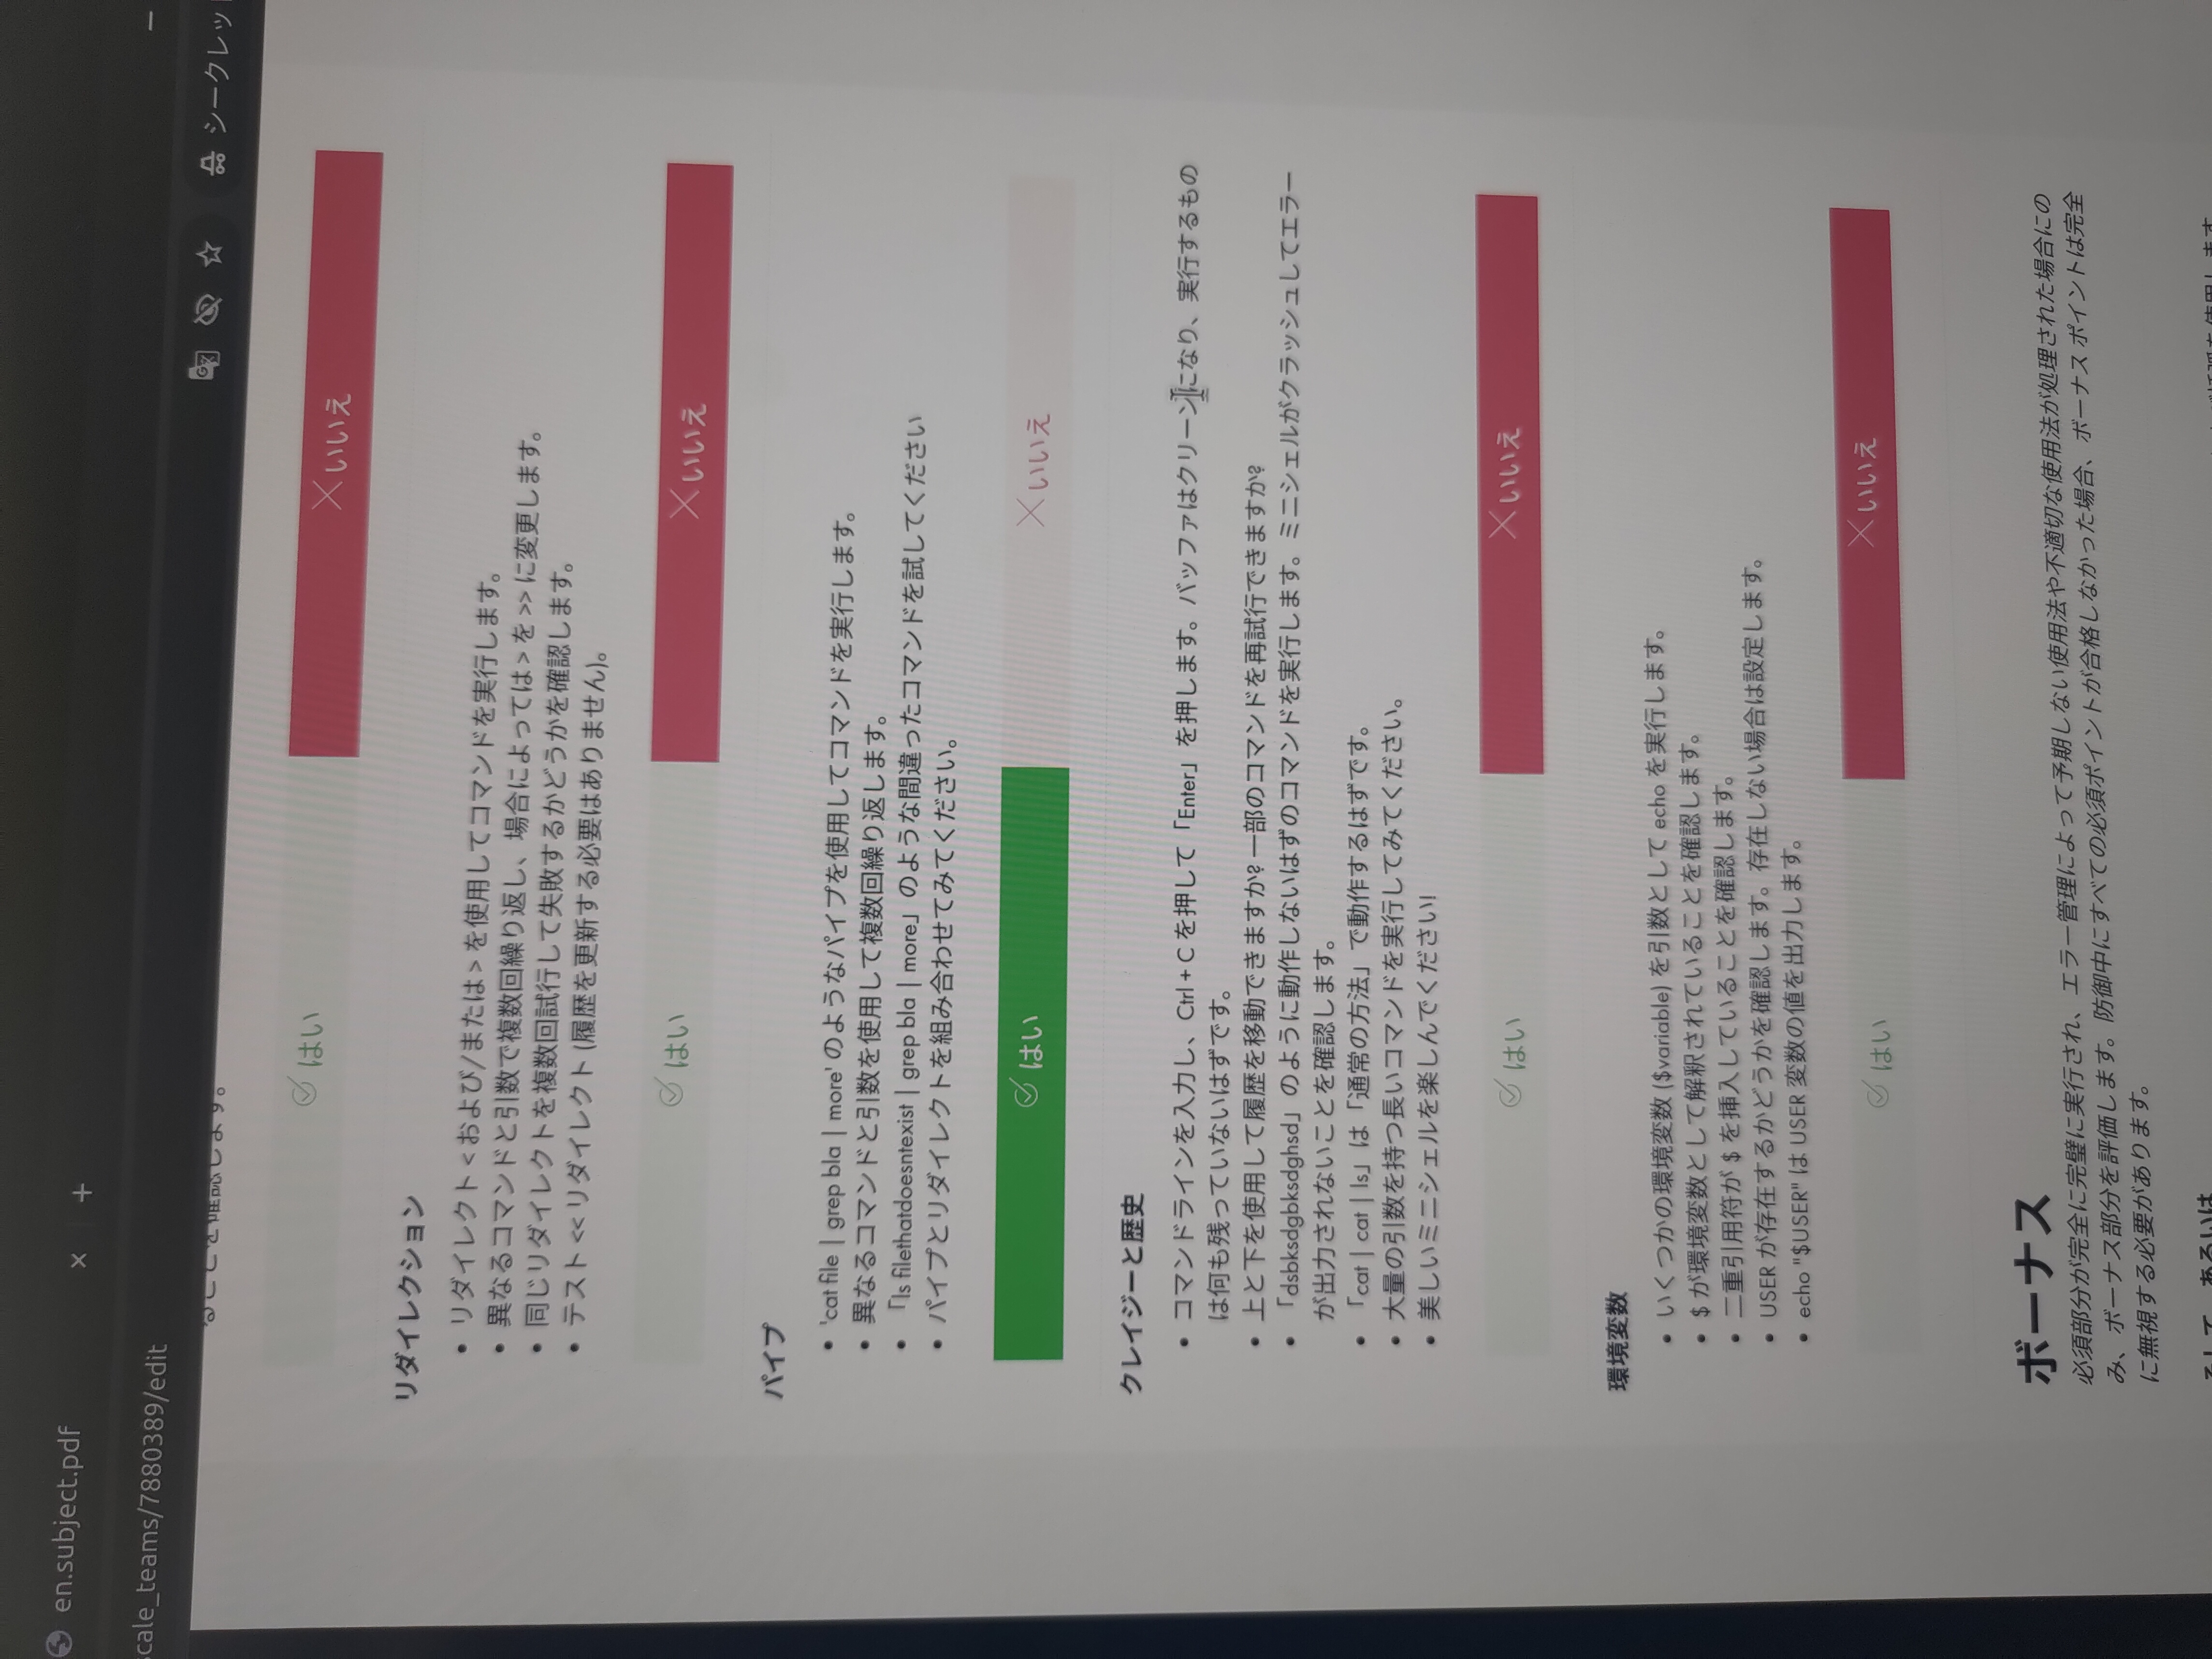 en.subject.pdf
scale_teams/7880389/edit
シークレッ
ることを確認します。
はい
いいえ
リダイレクション
• リダイレクト < および/または > を使用してコマンドを実行します。
• 異なるコマンドと引数で複数回繰り返し、場合によっては > を >> に変更します。
• 同じリダイレクトを複数回試行して失敗するかどうかを確認します。
• テスト << リダイレクト (履歴を更新する必要はありません)。
はい
いいえ
パイプ
• 'cat file | grep bla | more' のようなパイプを使用してコマンドを実行します。
• 異なるコマンドと引数を使用して複数回繰り返します。
• 「ls filethatdoesntexist | grep bla | more」のような間違ったコマンドを試してください
• パイプとリダイレクトを組み合わせてみてください。
はい
いいえ
クレイジーと歴史
• コマンドラインを入力し、Ctrl + C を押して「Enter」を押します。バッファはクリーンになり、実行するもの
は何も残っていないはずです。
• 上と下を使用して履歴を移動できますか? 一部のコマンドを再試行できますか?
• 「dsbksdgbksdghsd」のように動作しないはずのコマンドを実行します。ミニシェルがクラッシュしてエラー
が出力されないことを確認します。
• 「cat | cat | ls」は「通常の方法」で動作するはずです。
• 大量の引数を持つ長いコマンドを実行してみてください。
• 美しいミニシェルを楽しんでください!
はい
いいえ
環境変数
• いくつかの環境変数 ($variable) を引数として echo を実行します。
• $ が環境変数として解釈されていることを確認します。
• 二重引用符が $ を挿入していることを確認します。
• USER が存在するかどうかを確認します。存在しない場合は設定します。
• echo "$USER" は USER 変数の値を出力します。
はい
いいえ
ボーナス
必須部分が完全に完璧に実行され、エラー管理によって予期しない使用法や不適切な使用法が処理された場合にの
み、ボーナス部分を評価します。防御中にすべての必須ポイントが合格しなかった場合、ボーナス ポイントは完全
に無視する必要があります。
そして、あるいは
を使用します